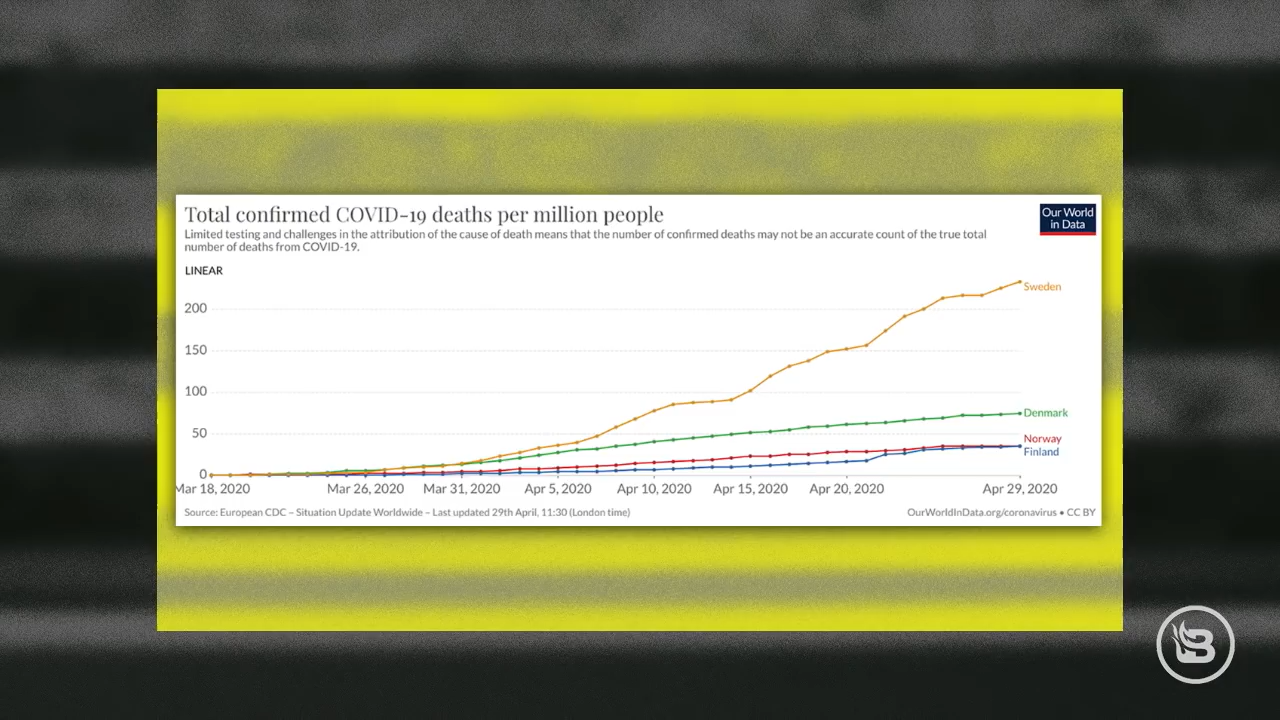 Total confirmed COVID-19 deaths per million people
Our World
in Data
Limited testing and challenges in the attribution of the cause of death means that the number of confirmed deaths may not be an accurate count of the true total
number of deaths from COVID-19.
LINEAR
200
150
100
50
0
Sweden
Denmark
Norway
Finland
Mar 18, 2020 Mar 26, 2020 Mar 31, 2020 Apr 5, 2020 Apr 10, 2020 Apr 15, 2020 Apr 20, 2020 Apr 29, 2020
Source: European CDC – Situation Update Worldwide – Last updated 29th April, 11:30 (London time)
OurWorldInData.org/coronavirus • CC BY
B